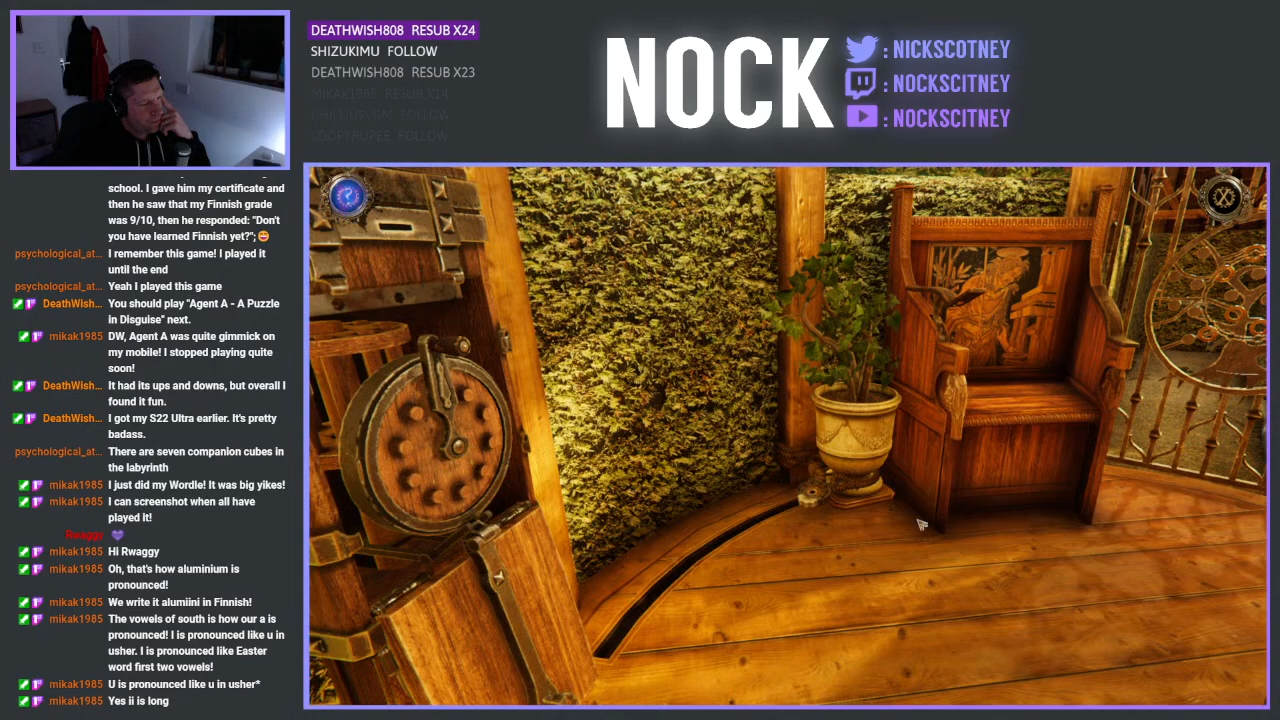 DEATHWISH808 RESUB X24
SHIZUKIMU FOLLOW
DEATHWISH808 RESUB X23
MIKAK1985 RESUB X14
FOLLOW
LOOPYRUPEE FOLLOW
NOCK
: NICKSCOTNEY
: NOCKSCITNEY
: NOCKSCITNEY
school. I gave him my certificate and
then he saw that my Finnish grade
was 9/10, then he responded: "Don't
you have learned Finnish yet?";😄
psychological_at... I remember this game! I played it
until the end
psychological_at... Yeah I played this game
DeathWish... You should play "Agent A - A Puzzle
in Disguise" next.
mikak1985 DW, Agent A was quite gimmick on
my mobile! I stopped playing quite
soon!
DeathWish... It had its ups and downs, but overall I
found it fun.
DeathWish... I got my S22 Ultra earlier. It's pretty
badass.
psychological_at... There are seven companion cubes in
the labyrinth
mikak1985 I just did my Wordle! It was big yikes!
mikak1985 I can screenshot when all have
played it!
Rwaggy 💜
mikak1985 Hi Rwaggy
mikak1985 Oh, that's how aluminium is
pronounced!
mikak1985 We write it alumiini in Finnish!
mikak1985 The vowels of south is how our a is
pronounced! I is pronounced like u in
usher. I is pronounced like Easter
word first two vowels!
mikak1985 U is pronounced like u in usher*
mikak1985 Yes ii is long